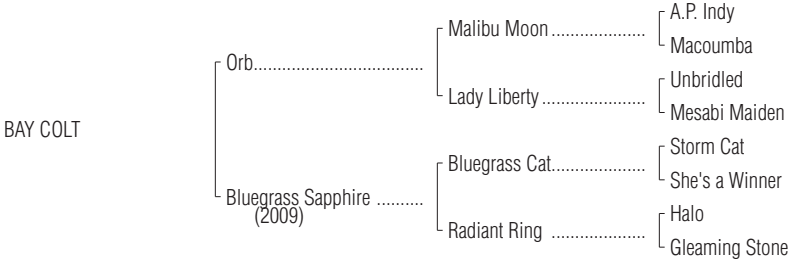 A.P. Indy
Malibu Moon ....................
Macoumba
Orb..................................
Unbridled
Lady Liberty ......................
Mesabi Maiden
BAY COLT
Storm Cat
Bluegrass Cat....................
She's a Winner
Bluegrass Sapphire ..........
(2009)
Halo
Radiant Ring ....................
Gleaming Stone